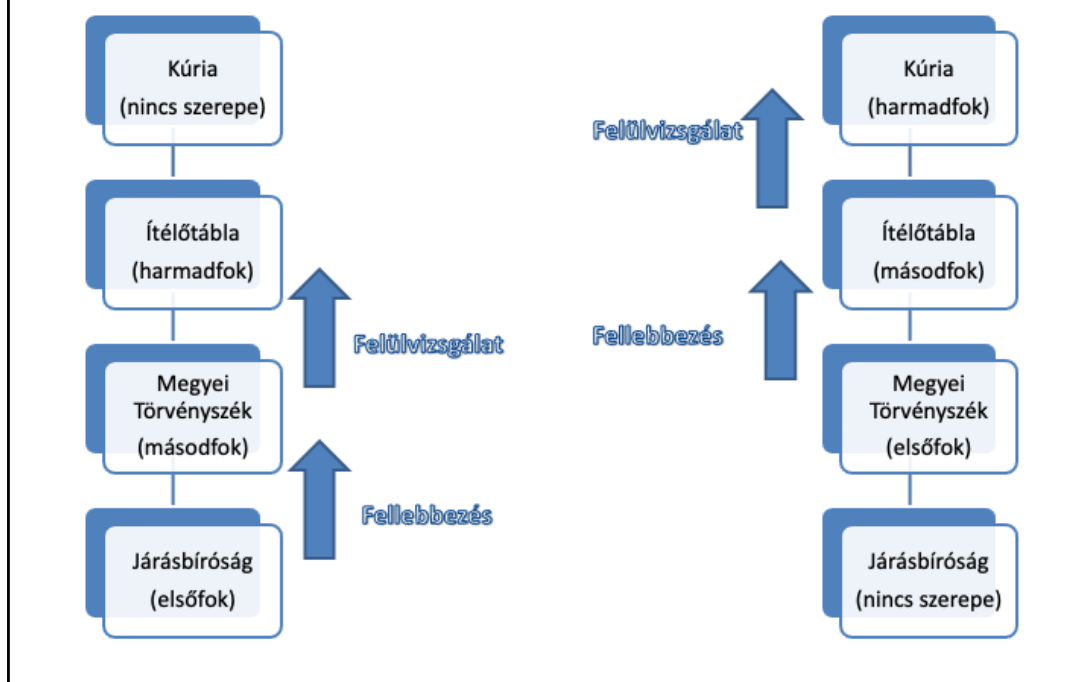 Kúria
(nincs szerepe)
Ítélőtábla
(harmadfok)
Felülvizsgálat
Megyei
Törvényszék
(másodfok)
Fellebbezés
Járásbíróság
(elsőfok)
Kúria
(harmadfok)
Felülvizsgálat
Ítélőtábla
(másodfok)
Fellebbezés
Megyei
Törvényszék
(elsőfok)
Járásbíróság
(nincs szerepe)